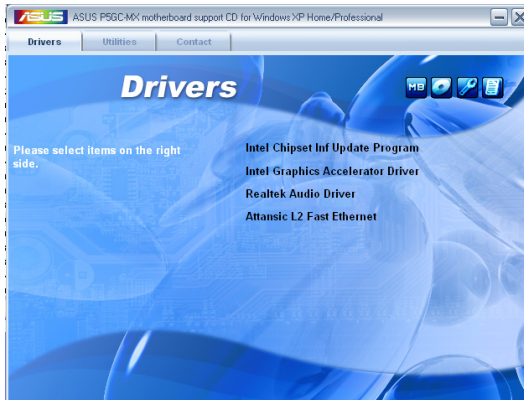 ASUS ASUS P5GC-MX motherboard support CD for Windows XP Home/Professional
Drivers Utilities Contact
Drivers
MB
Please select items on the right
side.
Intel Chipset Inf Update Program
Intel Graphics Accelerator Driver
Realtek Audio Driver
Attansic L2 Fast Ethernet